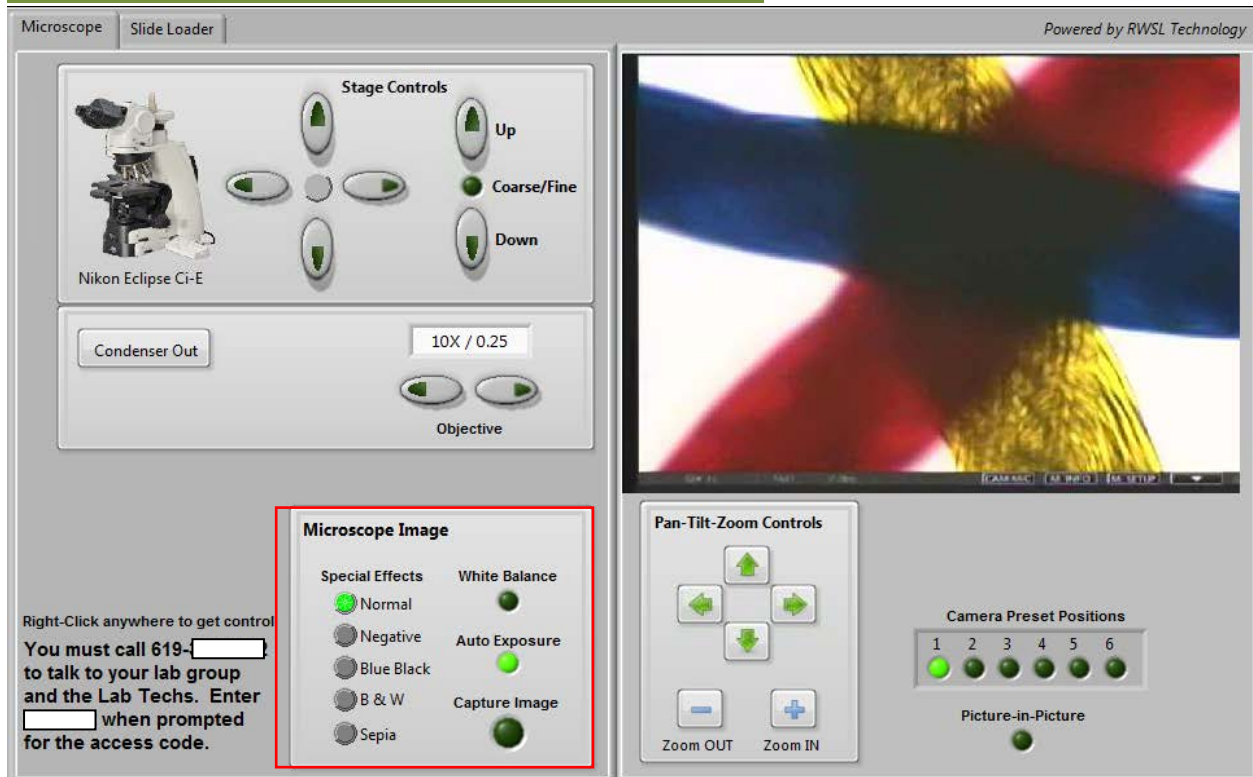 Microscope
Slide Loader
Powered by RWSL Technology
Stage Controls
Up
Coarse/Fine
Down
Nikon Eclipse Ci-E
Condenser Out
10X / 0.25
Objective
Microscope Image
Special Effects
White Balance
Normal
Negative
Auto Exposure
Blue Black
B & W
Capture Image
Sepia
Right-Click anywhere to get control
You must call 619-
to talk to your lab group
and the Lab Techs. Enter
when prompted
for the access code.
CAM/MIC M. INFO M. SETUP
Pan-Tilt-Zoom Controls
Zoom OUT
Zoom IN
Camera Preset Positions
1 2 3 4 5 6
Picture-in-Picture